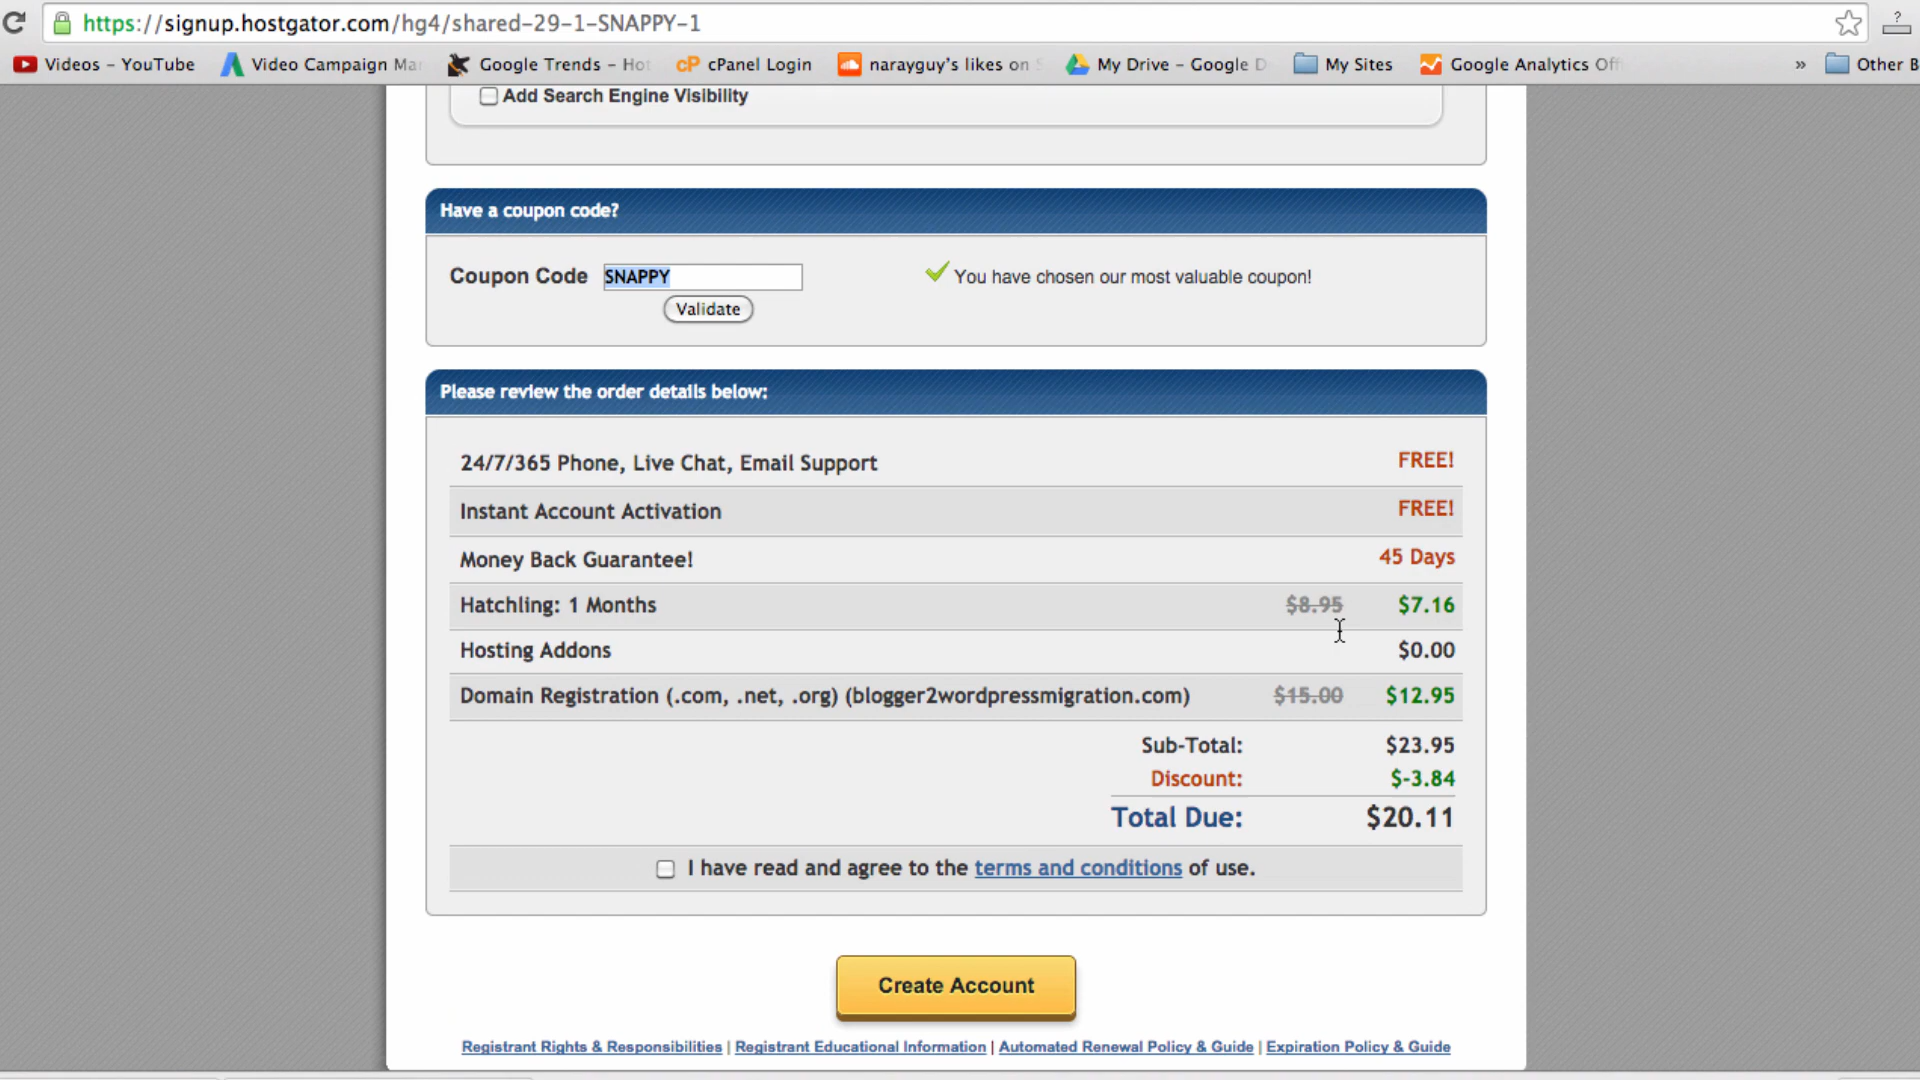 https://signup.hostgator.com/hg4/shared-29-1-SNAPPY-1
Videos - YouTube Video Campaign Ma Google Trends - Hot cPanel Login narayguy's likes on My Drive - Google D My Sites Google Analytics Off » Other B
Add Search Engine Visibility
Have a coupon code?
Coupon Code SNAPPY You have chosen our most valuable coupon!
Validate
Please review the order details below:
24/7/365 Phone, Live Chat, Email Support FREE!
Instant Account Activation FREE!
Money Back Guarantee! 45 Days
Hatchling: 1 Months $8.95 $7.16
Hosting Addons $0.00
Domain Registration (.com, .net, .org) (blogger2wordpressmigration.com) $15.00 $12.95
Sub-Total: $23.95
Discount: $-3.84
Total Due: $20.11
I have read and agree to the terms and conditions of use.
Create Account
Registrant Rights & Responsibilities | Registrant Educational Information | Automated Renewal Policy & Guide | Expiration Policy & Guide